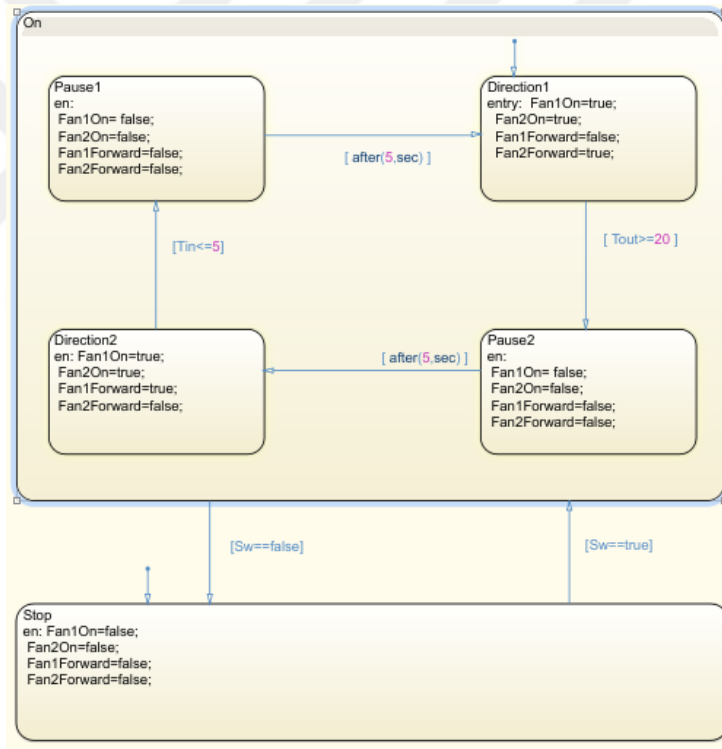 On
Pause1
en:
Fan1On= false;
Fan2On=false;
Fan1Forward=false;
Fan2Forward=false;
[ after(5,sec) ]
Direction1
entry: Fan1On=true;
Fan2On=true;
Fan1Forward=false;
Fan2Forward=true;
[Tin<=5]
[ Tout>=20 ]
Direction2
en: Fan1On=true;
Fan2On=true;
Fan1Forward=true;
Fan2Forward=false;
[ after(5,sec) ]
Pause2
en:
Fan1On= false;
Fan2On=false;
Fan1Forward=false;
Fan2Forward=false;
[Sw==false]
[Sw==true]
Stop
en: Fan1On=false;
Fan2On=false;
Fan1Forward=false;
Fan2Forward=false;